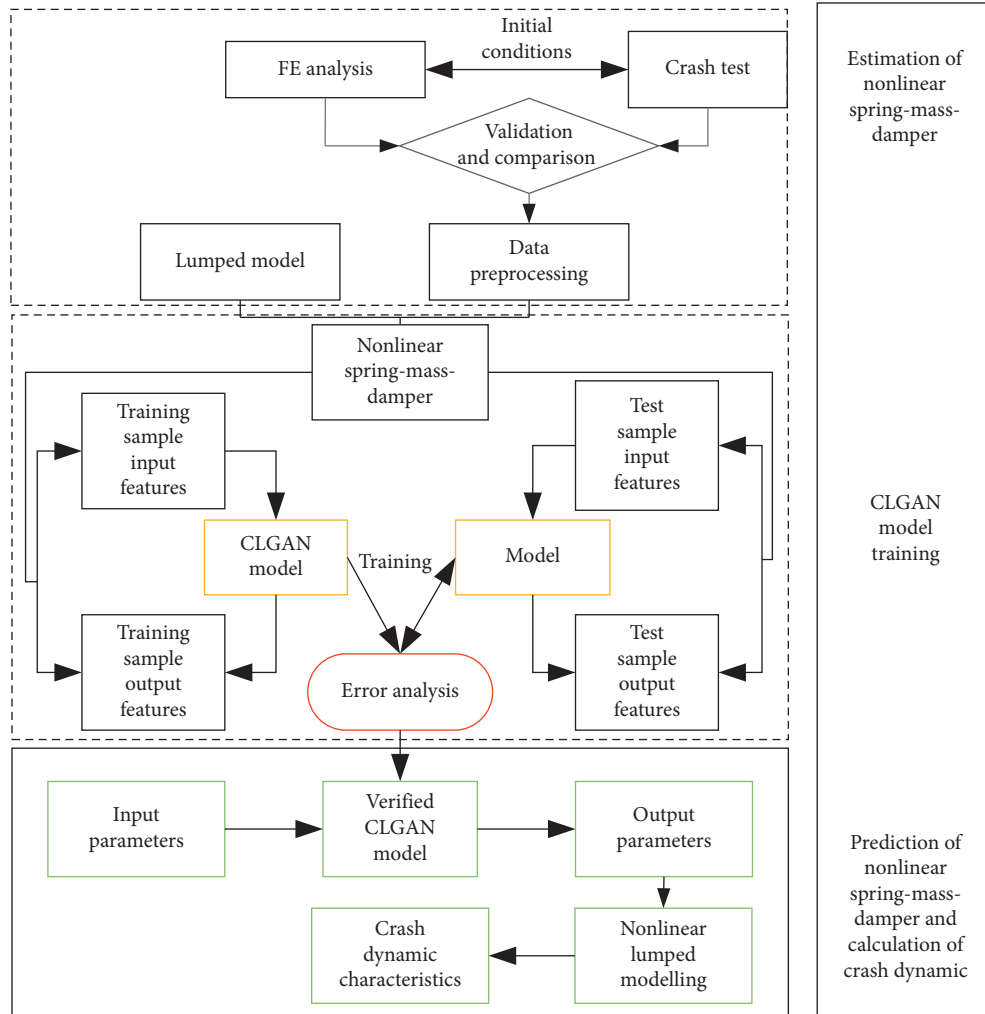 Initial
conditions
FE analysis
Crash test
Validation
and comparison
Lumped model
Data
preprocessing
Estimation of
nonlinear
spring-mass-
damper
Nonlinear
spring-mass-
damper
Training
sample
input
features
Test
sample
input
features
CLGAN
model
Training
Model
Training
sample
output
features
Error analysis
Test
sample
output
features
CLGAN
model
training
Input
parameters
Verified
CLGAN
model
Output
parameters
Crash
dynamic
characteristics
Nonlinear
lumped
modelling
Prediction of
nonlinear
spring-mass-
damper and
calculation of
crash dynamic